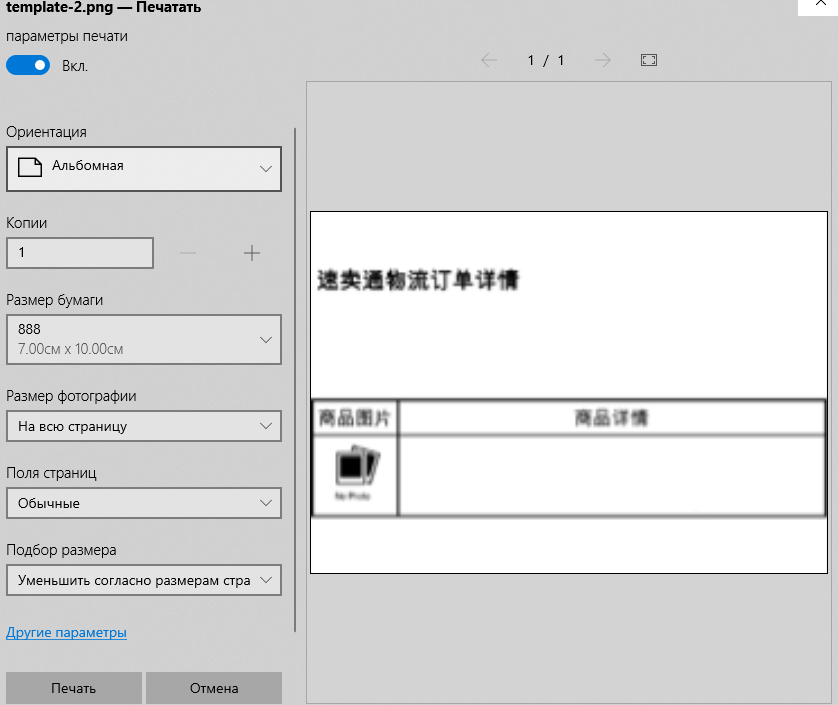 template-2.png — Печатать
параметры печати
Вкл.
1 / 1
Ориентация
Альбомная
Копии
1
Размер бумаги
888
7.00см x 10.00см
Размер фотографии
На всю страницу
Поля страниц
Обычные
Подбор размера
Уменьшить согласно размерам стра
Другие параметры
Печать
Отмена
速卖通物流订单详情
商品图片
商品详情
No Photo